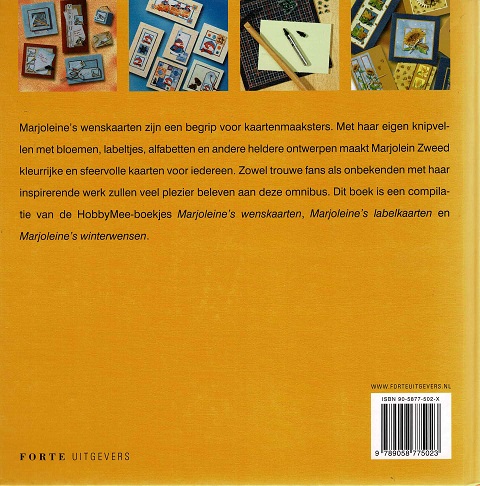 Marjoleine's wenskaarten zijn een begrip voor kaartenmaaksters. Met haar eigen knipvel-
len met bloemen, labeltjes, alfabetten en andere heldere ontwerpen maakt Marjolein Zweed
kleurrijke en sfeervolle kaarten voor iedereen. Zowel trouwe fans als onbekenden met haar
inspirerende werk zullen veel plezier beleven aan deze omnibus. Dit boek is een compila-
tie van de HobbyMee-boekjes Marjoleine's wenskaarten, Marjoleine's labelkaarten en
Marjoleine's winterwensen.
WWW.FORTEUITGEVERS.NL
ISBN 90-5877-502-X
9 789058 775023
FORTE UITGEVERS